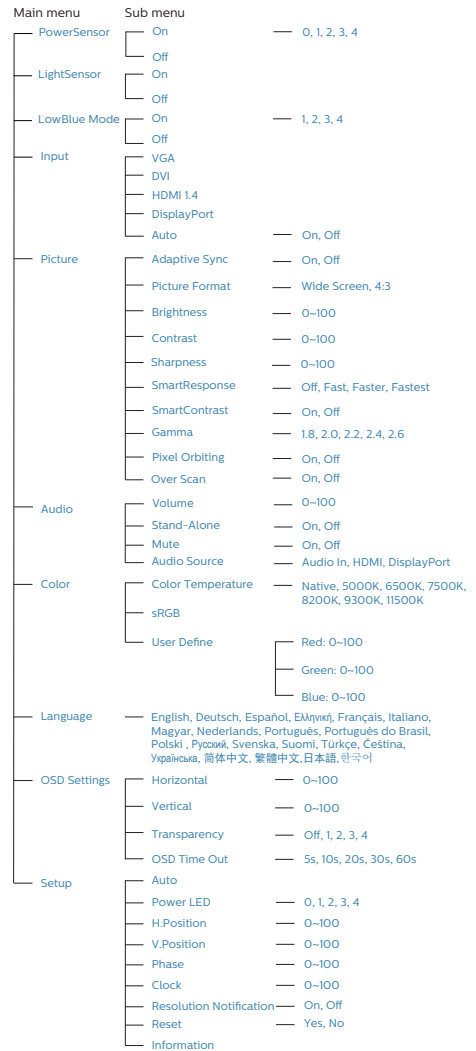 Main menu Sub menu
PowerSensor On 0, 1, 2, 3, 4
Off
LightSensor On
Off
LowBlue Mode On 1, 2, 3, 4
Off
Input VGA
DVI
HDMI 1.4
DisplayPort
Auto On, Off
Picture Adaptive Sync On, Off
Picture Format Wide Screen, 4:3
Brightness 0~100
Contrast 0~100
Sharpness 0~100
SmartResponse Off, Fast, Faster, Fastest
SmartContrast On, Off
Gamma 1.8, 2.0, 2.2, 2.4, 2.6
Pixel Orbiting On, Off
Over Scan On, Off
Audio Volume 0~100
Stand-Alone On, Off
Mute On, Off
Audio Source Audio In, HDMI, DisplayPort
Color Color Temperature Native, 5000K, 6500K, 7500K,
8200K, 9300K, 11500K
sRGB
User Define Red: 0~100
Green: 0~100
Blue: 0~100
Language English, Deutsch, Español, Ελληνική, Français, Italiano,
Magyar, Nederlands, Português, Português do Brasil,
Polski , Русский, Svenska, Suomi, Türkçe, Čeština,
Українська, 简体中文, 繁體中文,日本語,한국어
OSD Settings Horizontal 0~100
Vertical 0~100
Transparency Off, 1, 2, 3, 4
OSD Time Out 5s, 10s, 20s, 30s, 60s
Setup Auto
Power LED 0, 1, 2, 3, 4
H.Position 0~100
V.Position 0~100
Phase 0~100
Clock 0~100
Resolution Notification On, Off
Reset Yes, No
Information